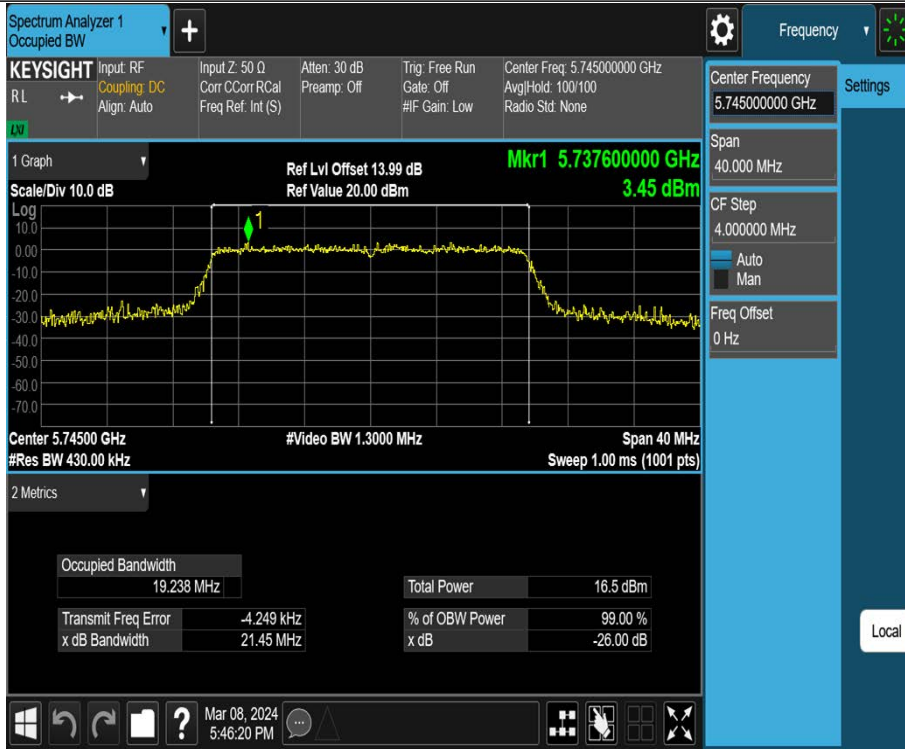 Spectrum Analyzer 1
Occupied BW
+
Frequency
KEYSIGHT
R L
LXI
Input: RF
Coupling: DC
Align: Auto
Input Z: 50 Ω
Corr CCorr RCal
Freq Ref: Int (S)
Atten: 30 dB
Preamp: Off
Trig: Free Run
Gate: Off
#IF Gain: Low
Center Freq: 5.745000000 GHz
Avg|Hold: 100/100
Radio Std: None
Center Frequency
5.745000000 GHz
Settings
Span
40.000 MHz
CF Step
4.000000 MHz
Auto
Man
Freq Offset
0 Hz
1 Graph
Scale/Div 10.0 dB
Ref Lvl Offset 13.99 dB
Ref Value 20.00 dBm
Mkr1 5.737600000 GHz
3.45 dBm
Log
1
10.0
0.00
-10.0
-20.0
-30.0
-40.0
-50.0
-60.0
-70.0
Center 5.74500 GHz
#Video BW 1.3000 MHz
Span 40 MHz
#Res BW 430.00 kHz
Sweep 1.00 ms (1001 pts)
2 Metrics
Occupied Bandwidth
19.238 MHz
Total Power 16.5 dBm
Transmit Freq Error -4.249 kHz
% of OBW Power 99.00 %
x dB Bandwidth 21.45 MHz
x dB -26.00 dB
Local
?
Mar 08, 2024
5:46:20 PM